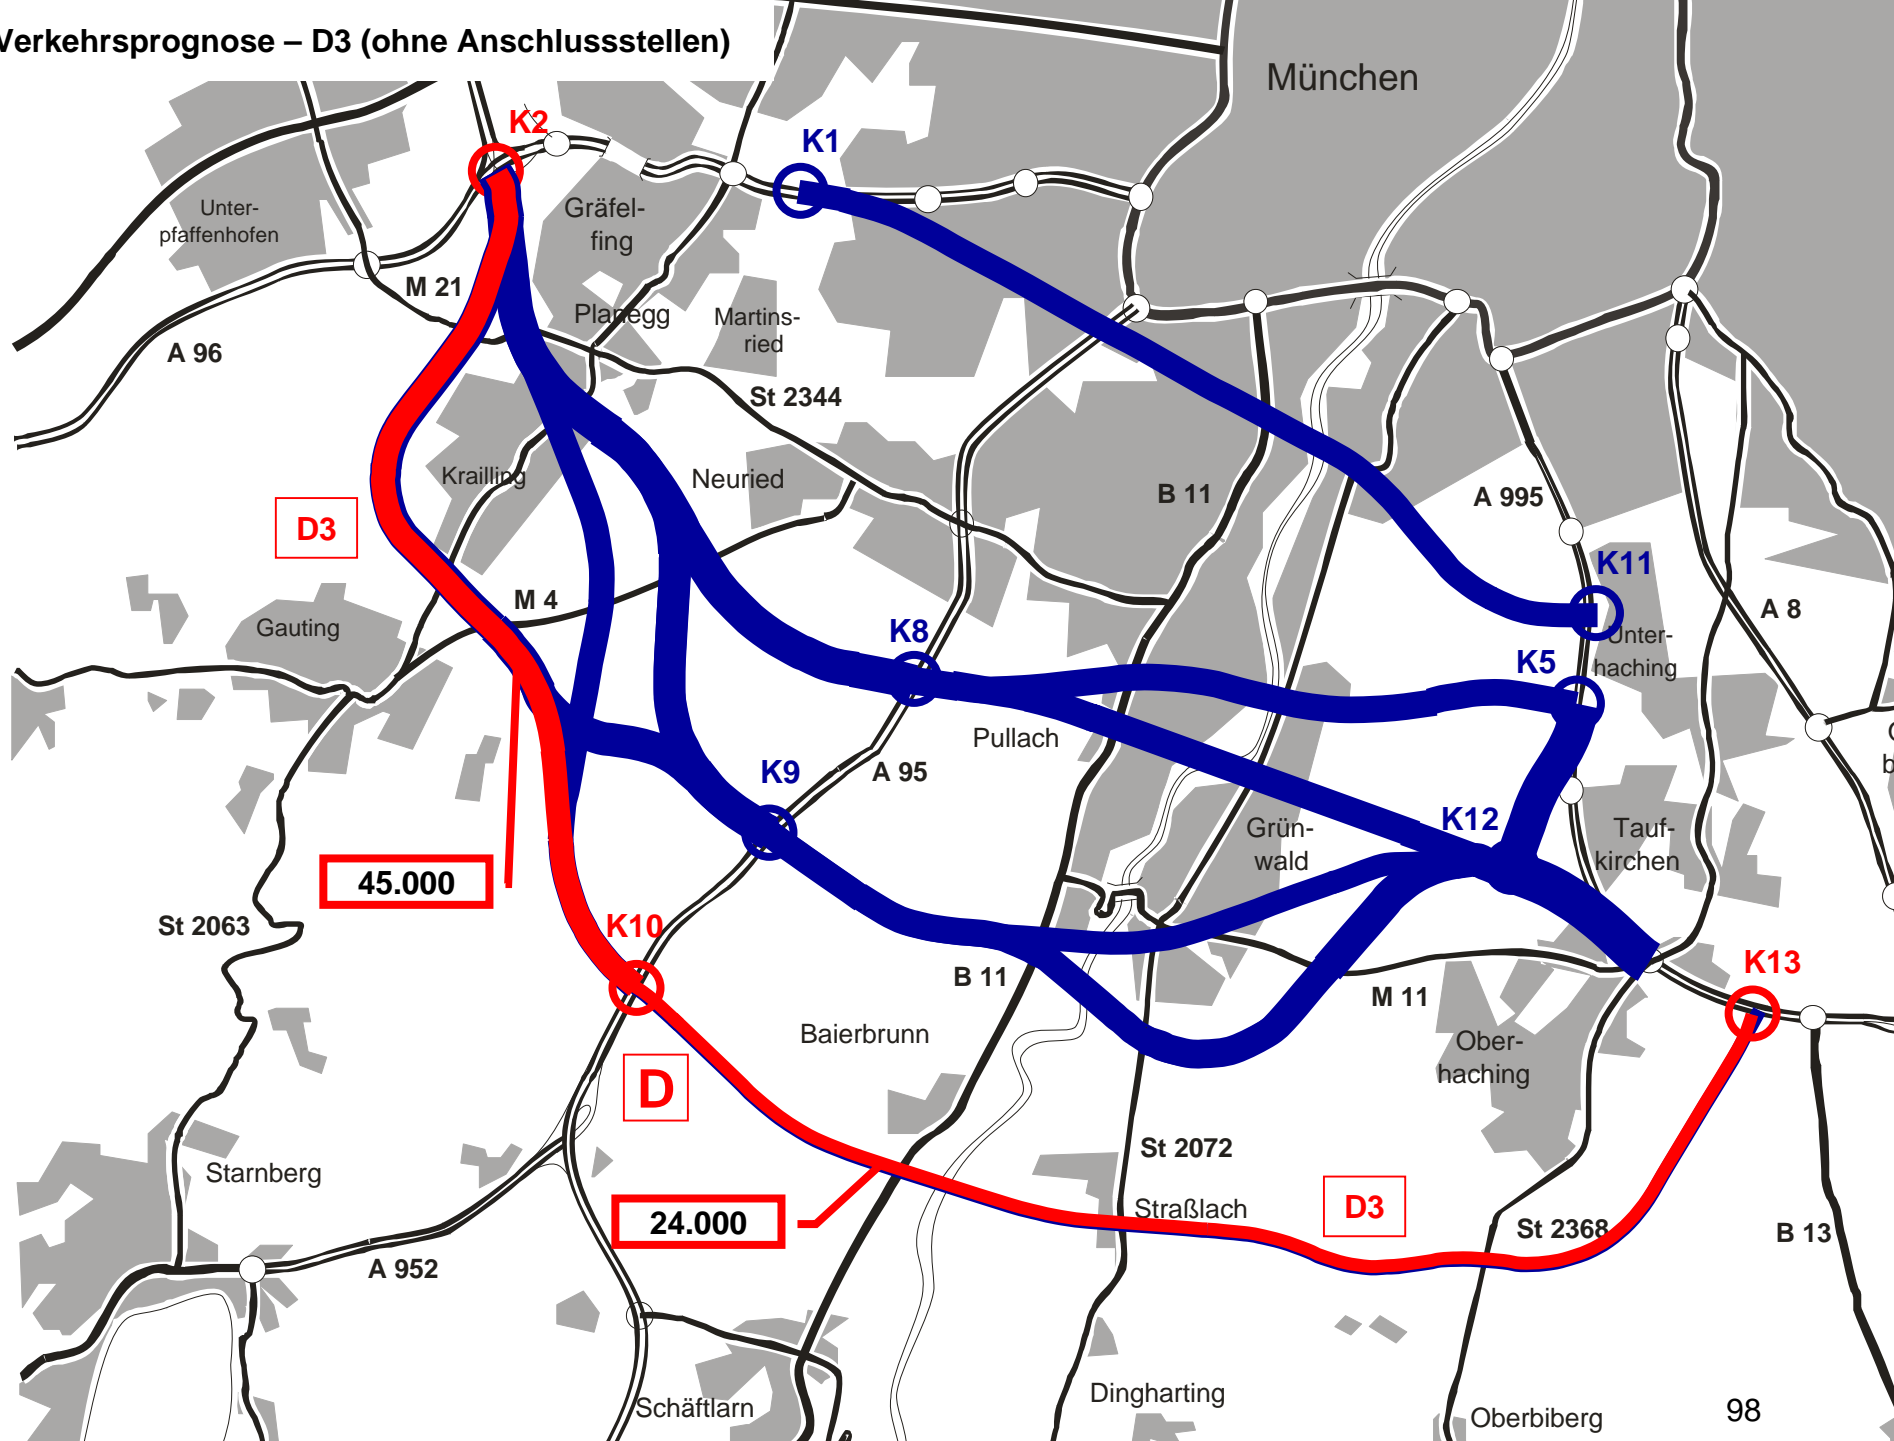 Verkehrsprognose – D3 (ohne Anschlussstellen)
München
K2
K1
Unter-
pfaffenhofen
Gräfel-
fing
M 21
Planegg
Martins-
ried
A 96
St 2344
Krailling
Neuried
B 11
A 995
D3
K11
M 4
Gauting
A 8
K8
Unter-
haching
K5
Pullach
K9
A 95
K12
Grün-
wald
Tauf-
kirchen
45.000
St 2063
K10
B 11
K13
M 11
Baierbrunn
Ober-
haching
D
St 2072
Starnberg
Straßlach
D3
24.000
St 2368
B 13
A 952
Dingharting
Schäftlarn
Oberbiberg
98